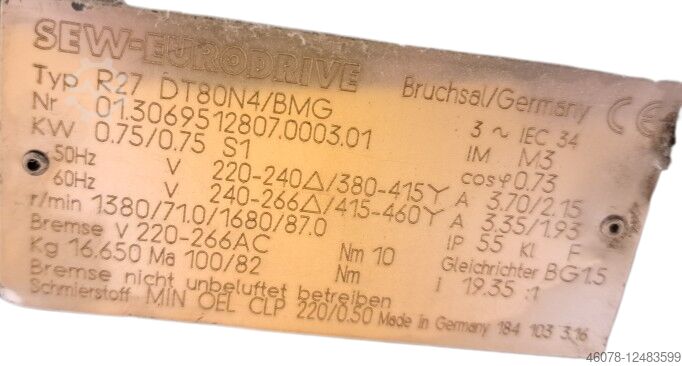 SEW-EURODRIVE
Bruchsal/Germany CE
Typ R27 DT80N4/BMG 3 ~ IEC 34
Nr 01.3069512807.0003.01 IM M3
KW 0.75/0.75 S1 cosφ 0.73
50Hz V 220-240△/380-415Y A 3.70/2.15
60Hz V 240-266△/415-460Y A 3.35/1.93
r/min 1380/71.0/1680/87.0 IP 55 Kl F
Bremse V 220-266AC Nm 10 Gleichrichter BG1.5
Kg 16.650 Ma 100/82 Nm i 19.35 :1
Bremse nicht unbeluftet betreiben
Schmierstoff MIN OEL CLP 220/0.50 Made in Germany 184 103 3.16
46078-12483599